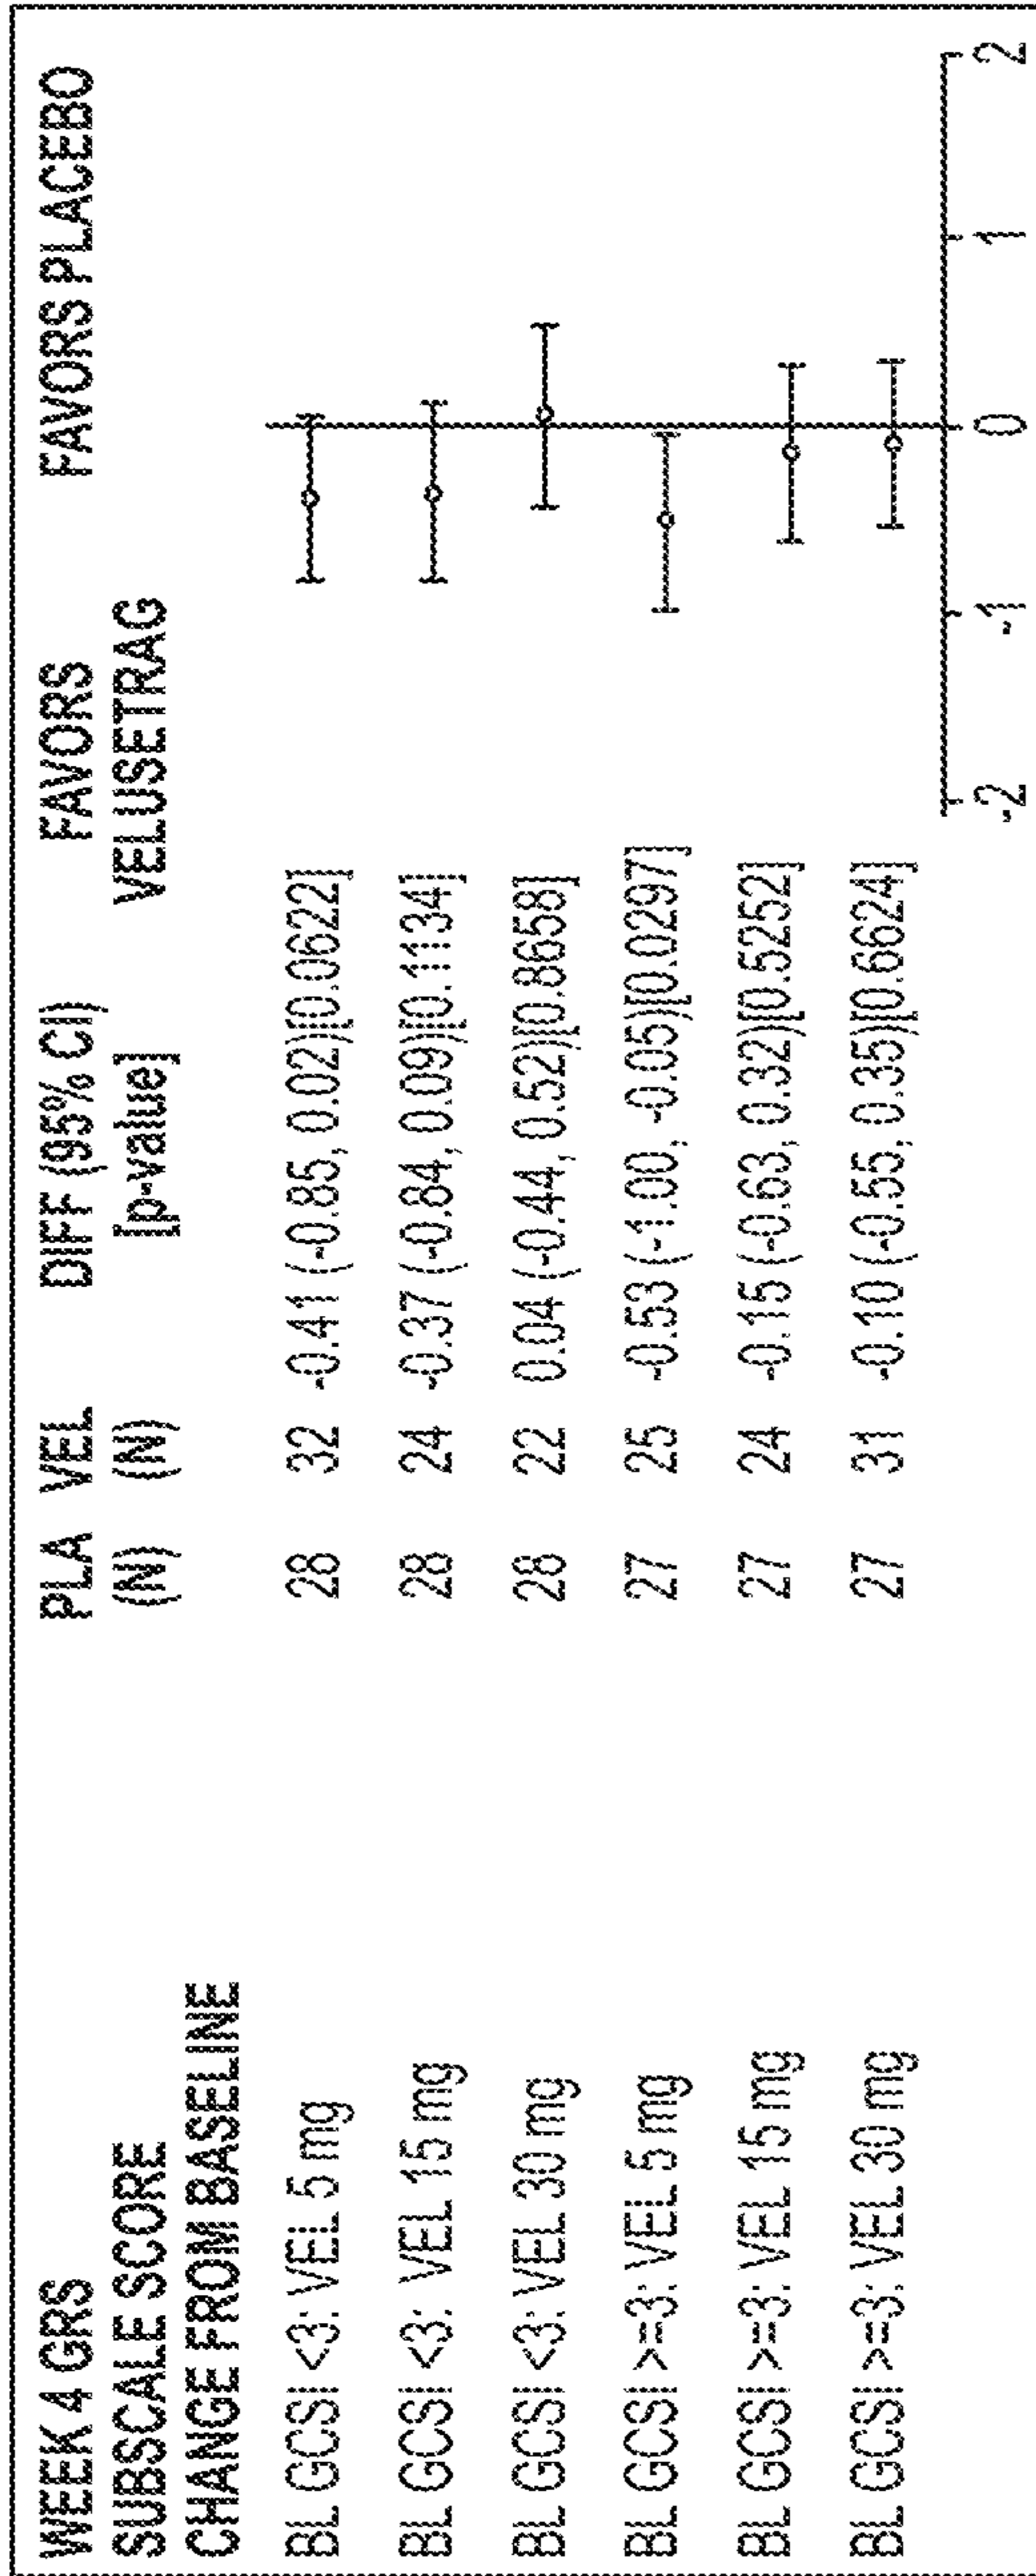 WEEK 4 GRS PLA VEL DIFF (95% CI) FAVORS FAVORS PLACEBO
SUBSCALE SCORE (N) (N) [p-value] VELUSETRAG
CHANGE FROM BASELINE
BL GCSI <3: VEL 5 mg 28 32 -0.41 (-0.85, 0.02)[0.0622]
BL GCSI <3: VEL 15 mg 28 24 -0.37 (-0.84, 0.09)[0.1134]
BL GCSI <3: VEL 30 mg 28 22 0.04 (-0.44, 0.52)[0.8658]
BL GCSI >=3: VEL 5 mg 27 25 -0.53 (-1.00, -0.05)[0.0297]
BL GCSI >=3: VEL 15 mg 27 24 -0.15 (-0.63, 0.32)[0.5252]
BL GCSI >=3: VEL 30 mg 27 31 -0.10 (-0.55, 0.35)[0.6624]
-2 -1 0 1 2